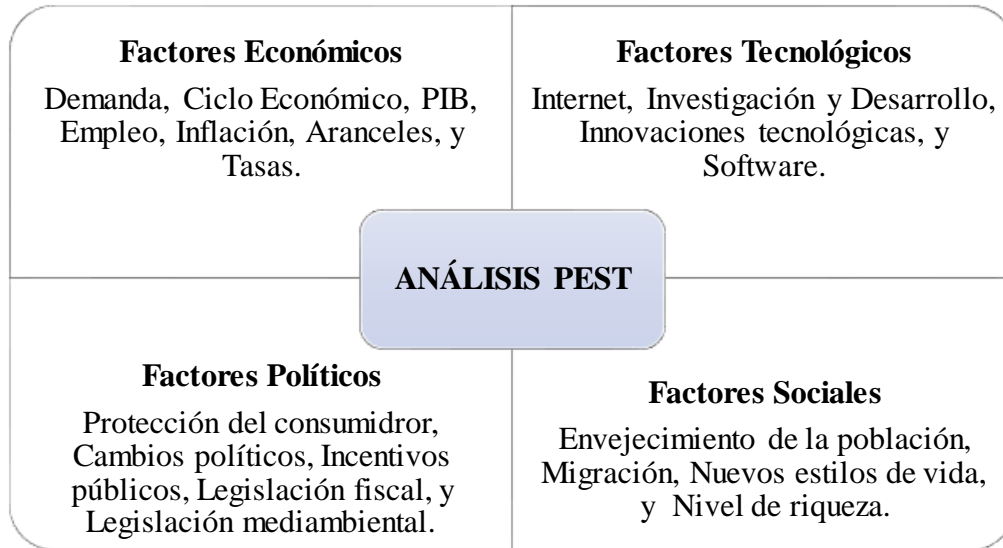 Factores Económicos
Demanda, Ciclo Económico, PIB,
Empleo, Inflación, Aranceles, y
Tasas.
Factores Tecnológicos
Internet, Investigación y Desarrollo,
Innovaciones tecnológicas, y
Software.
ANÁLISIS PEST
Factores Políticos
Protección del consumidror,
Cambios políticos, Incentivos
públicos, Legislación fiscal, y
Legislación mediambiental.
Factores Sociales
Envejecimiento de la población,
Migración, Nuevos estilos de vida,
y Nivel de riqueza.